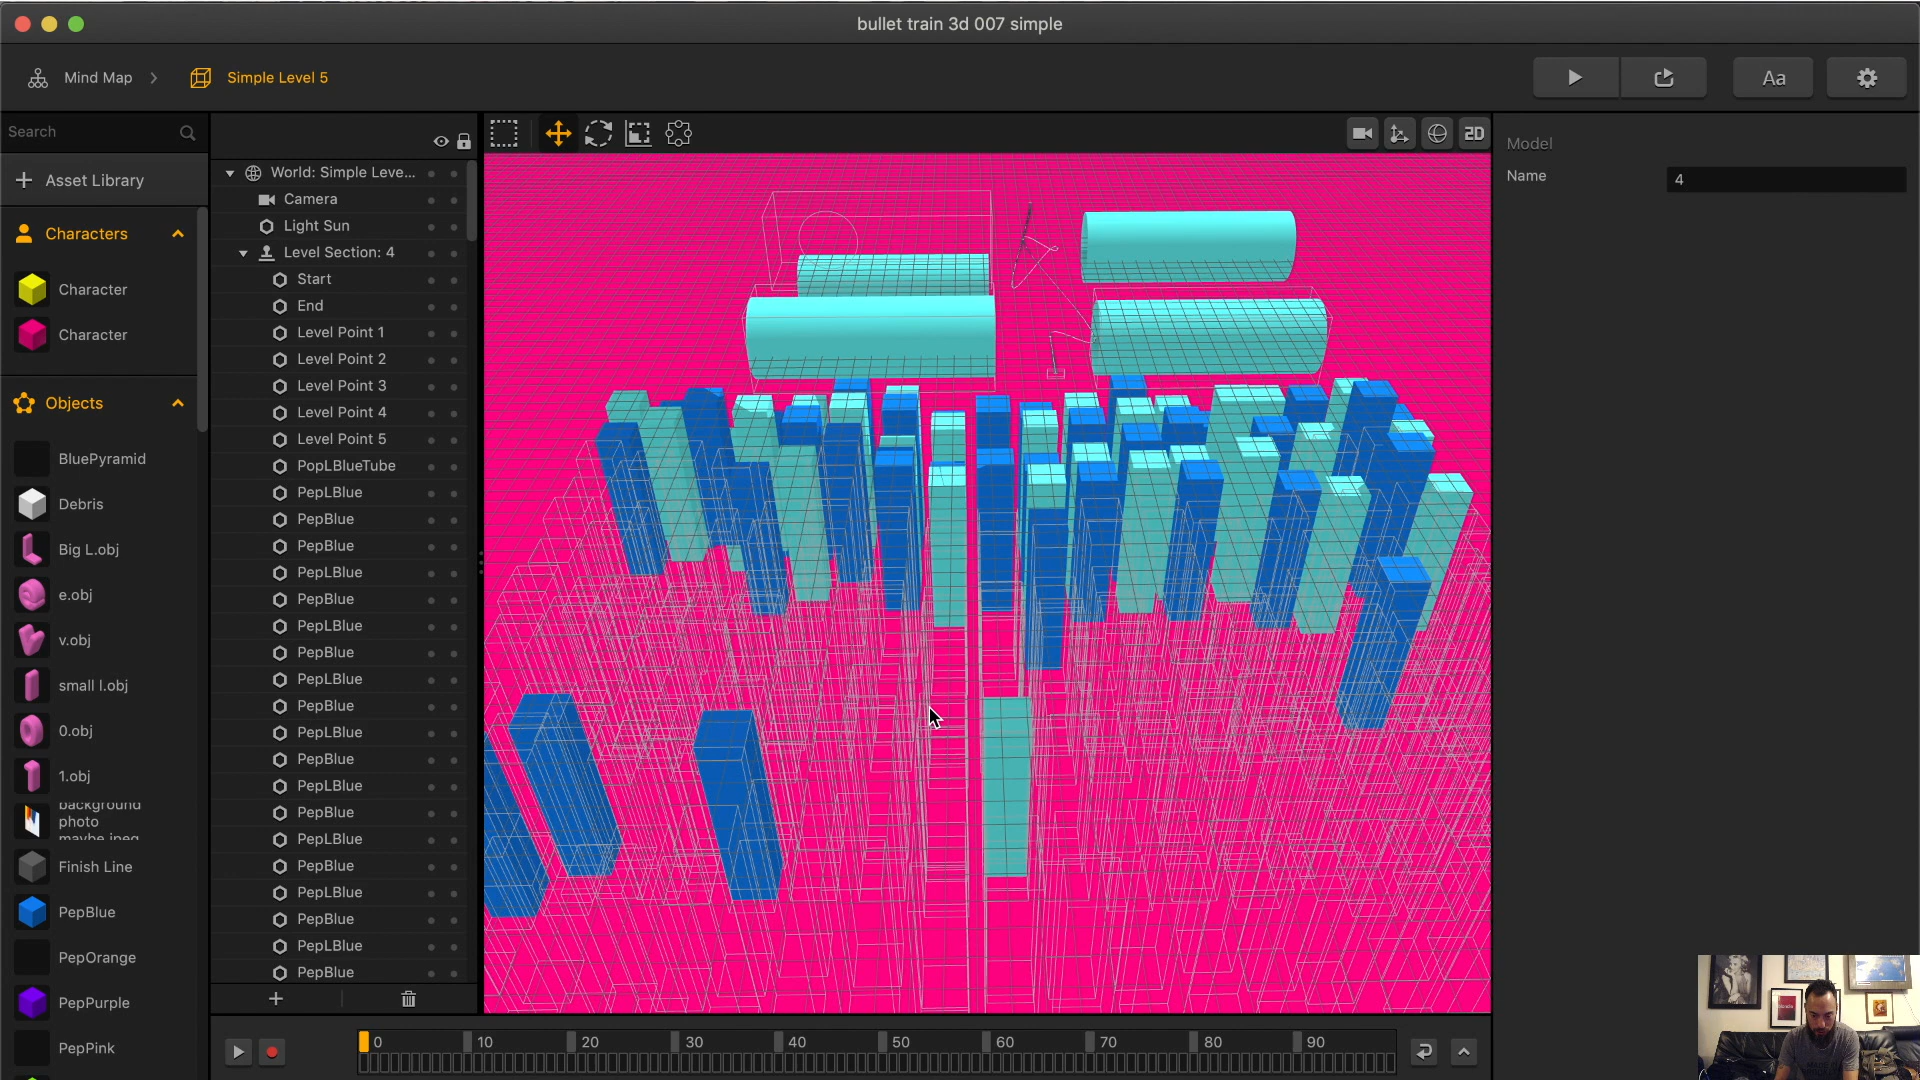 bullet train 3d 007 simple
Mind Map
Simple Level 5
Aa
Search
Asset Library
Characters
Character
Character
Objects
BluePyramid
Debris
Big L.obj
e.obj
v.obj
small l.obj
0.obj
1.obj
background
photo
maybe.jpeg
Finish Line
PepBlue
PepOrange
PepPurple
PepPink
World: Simple Leve...
Camera
Light Sun
Level Section: 4
Start
End
Level Point 1
Level Point 2
Level Point 3
Level Point 4
Level Point 5
PopLBlueTube
PepLBlue
PepBlue
PepBlue
PepLBlue
PepBlue
PepLBlue
PepBlue
PepLBlue
PepBlue
PepLBlue
PepBlue
PepLBlue
PepBlue
PepLBlue
PepBlue
PepLBlue
PepBlue
PepLBlue
PepBlue
2D
Model
Name
4
0 10 20 30 40 50 60 70 80 90